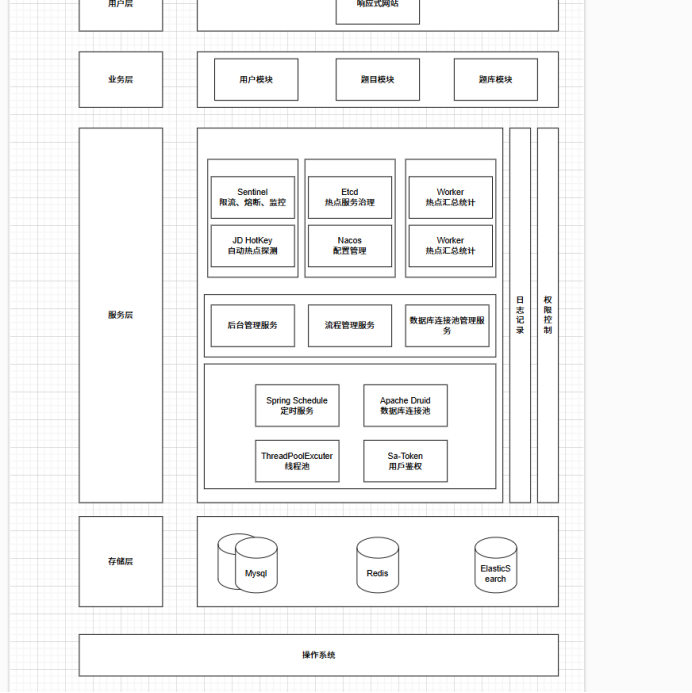 用户层
响应式网站
业务层
用户模块
题目模块
题库模块
服务层
Sentinel
限流、熔断、监控
Etcd
热点服务治理
Worker
热点汇总统计
JD HotKey
自动热点探测
Nacos
配置管理
Worker
热点汇总统计
后台管理服务
流程管理服务
数据库连接池管理服
务
Spring Schedule
定时服务
Apache Druid
数据库连接池
ThreadPoolExcuter
线程池
Sa-Token
用戶鉴权
日志记录
权限控制
存储层
Mysql
Redis
ElasticS
earch
操作系统